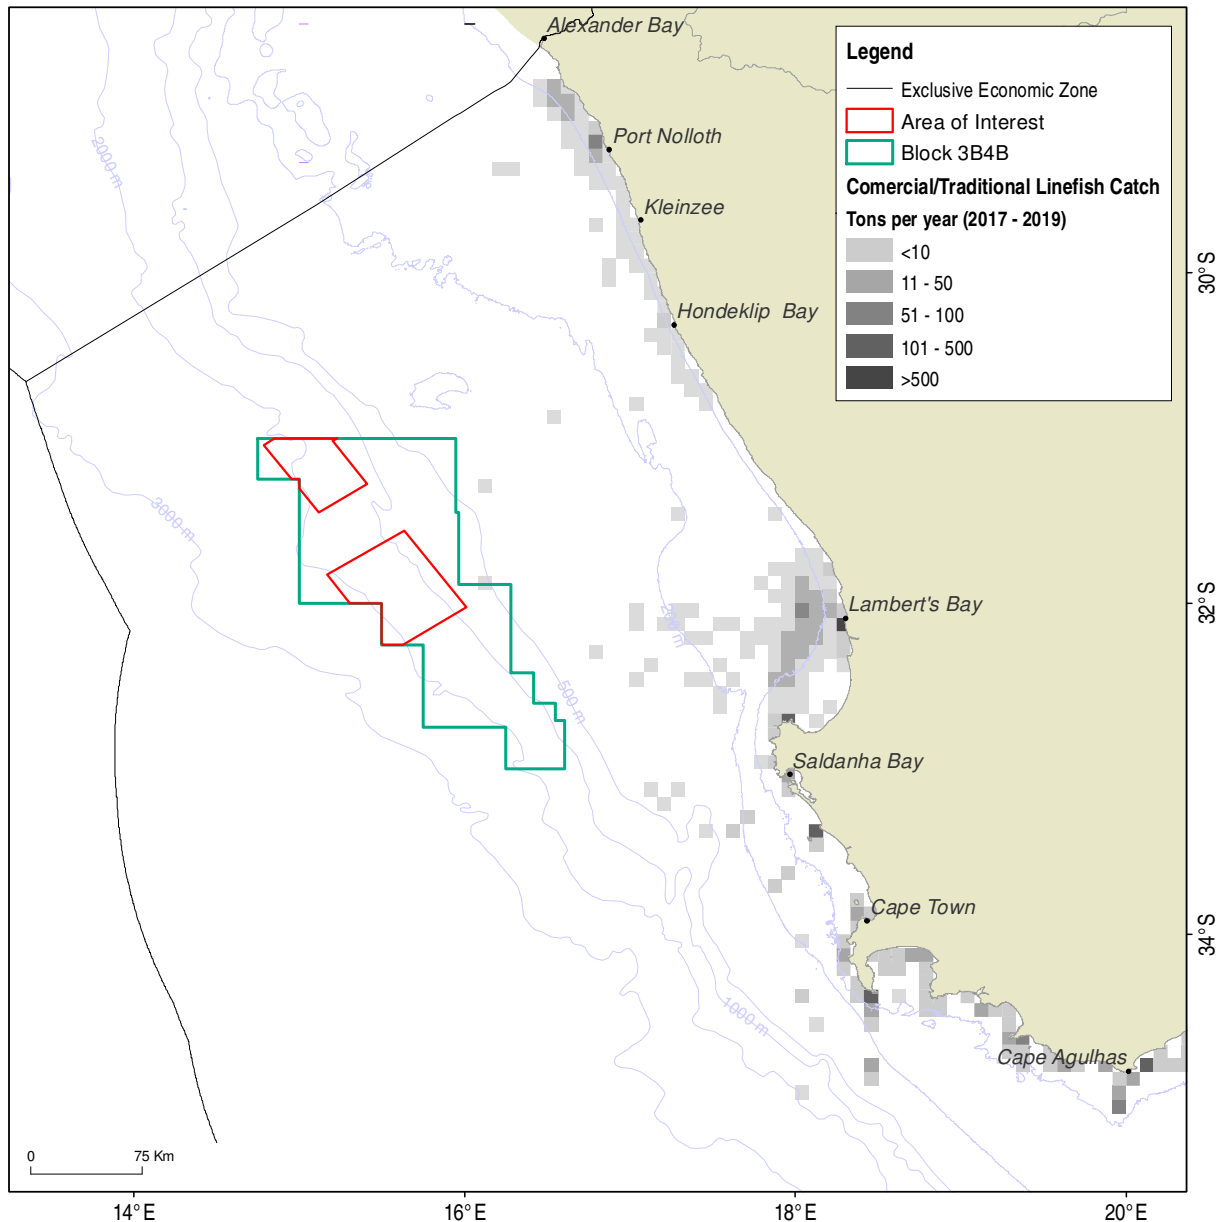 Alexander Bay
Legend
Exclusive Economic Zone
Area of Interest
Block 3B4B
Comercial/Traditional Linefish Catch
Tons per year (2017 - 2019)
<10
11 - 50
51 - 100
101 - 500
>500
Port Nolloth
2000 m
Kleinzee
30°S
Hondeklip  Bay
3000 m
Lambert's Bay
32°S
200 m
500 m
Saldanha Bay
Cape Town
34°S
1000 m
Cape Agulhas
0 75 Km
14°E 16°E 18°E 20°E